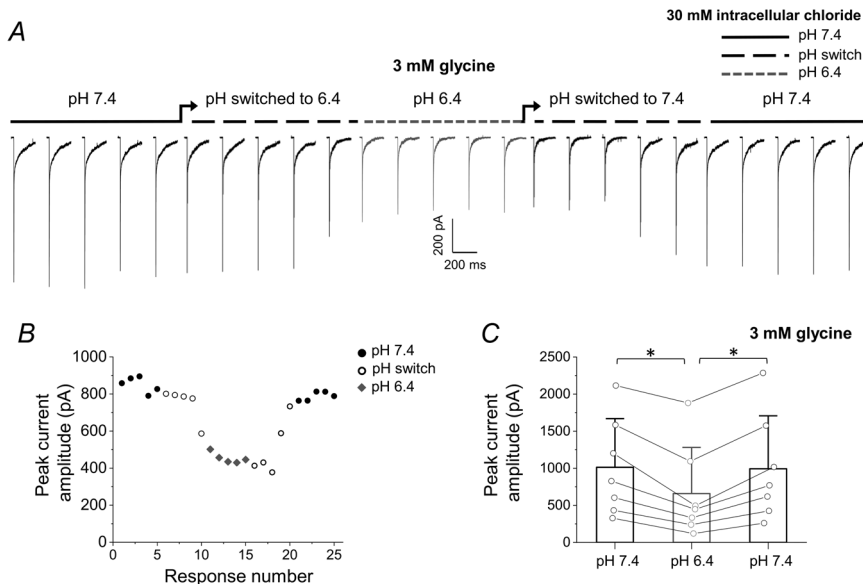 A
30 mM intracellular chloride
pH 7.4
pH switch
pH 6.4
3 mM glycine
pH 7.4 pH switched to 6.4 pH 6.4 pH switched to 7.4 pH 7.4
200 pA
200 ms
B
pH 7.4
pH switch
pH 6.4
Peak current
amplitude (pA)
1000
800
600
400
200
0
0 5 10 15 20 25
Response number
C
3 mM glycine
Peak current
amplitude (pA)
2500
2000
1500
1000
500
0
* *
pH 7.4 pH 6.4 pH 7.4